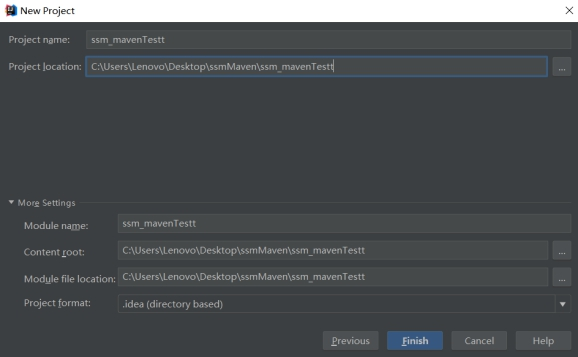 New Project
Project name: ssm_mavenTestt
Project location: C:\Users\Lenovo\Desktop\ssmMaven\ssm_mavenTestt ...
More Settings
Module name: ssm_mavenTestt
Content root: C:\Users\Lenovo\Desktop\ssmMaven\ssm_mavenTestt ...
Module file location: C:\Users\Lenovo\Desktop\ssmMaven\ssm_mavenTestt ...
Project format: .idea (directory based)
Previous Finish Cancel Help